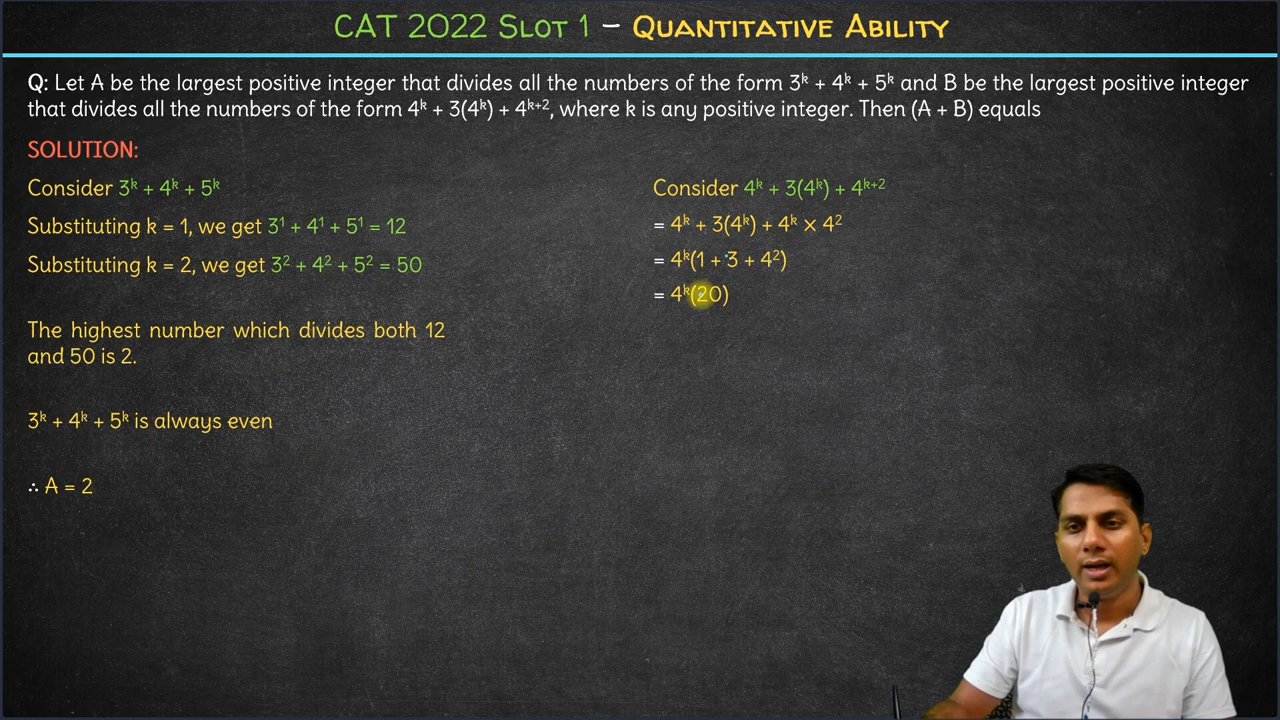 CAT 2022 Slot 1 – Quantitative Ability
Q: Let A be the largest positive integer that divides all the numbers of the form 3ᵏ + 4ᵏ + 5ᵏ and B be the largest positive integer
that divides all the numbers of the form 4ᵏ + 3(4ᵏ) + 4ᵏ⁺², where k is any positive integer. Then (A + B) equals
SOLUTION:
Consider 3ᵏ + 4ᵏ + 5ᵏ
Substituting k = 1, we get 3¹ + 4¹ + 5¹ = 12
Substituting k = 2, we get 3² + 4² + 5² = 50
The highest number which divides both 12
and 50 is 2.
3ᵏ + 4ᵏ + 5ᵏ is always even
∴ A = 2
Consider 4ᵏ + 3(4ᵏ) + 4ᵏ⁺²
= 4ᵏ + 3(4ᵏ) + 4ᵏ × 4²
= 4ᵏ(1 + 3 + 4²)
= 4ᵏ(20)